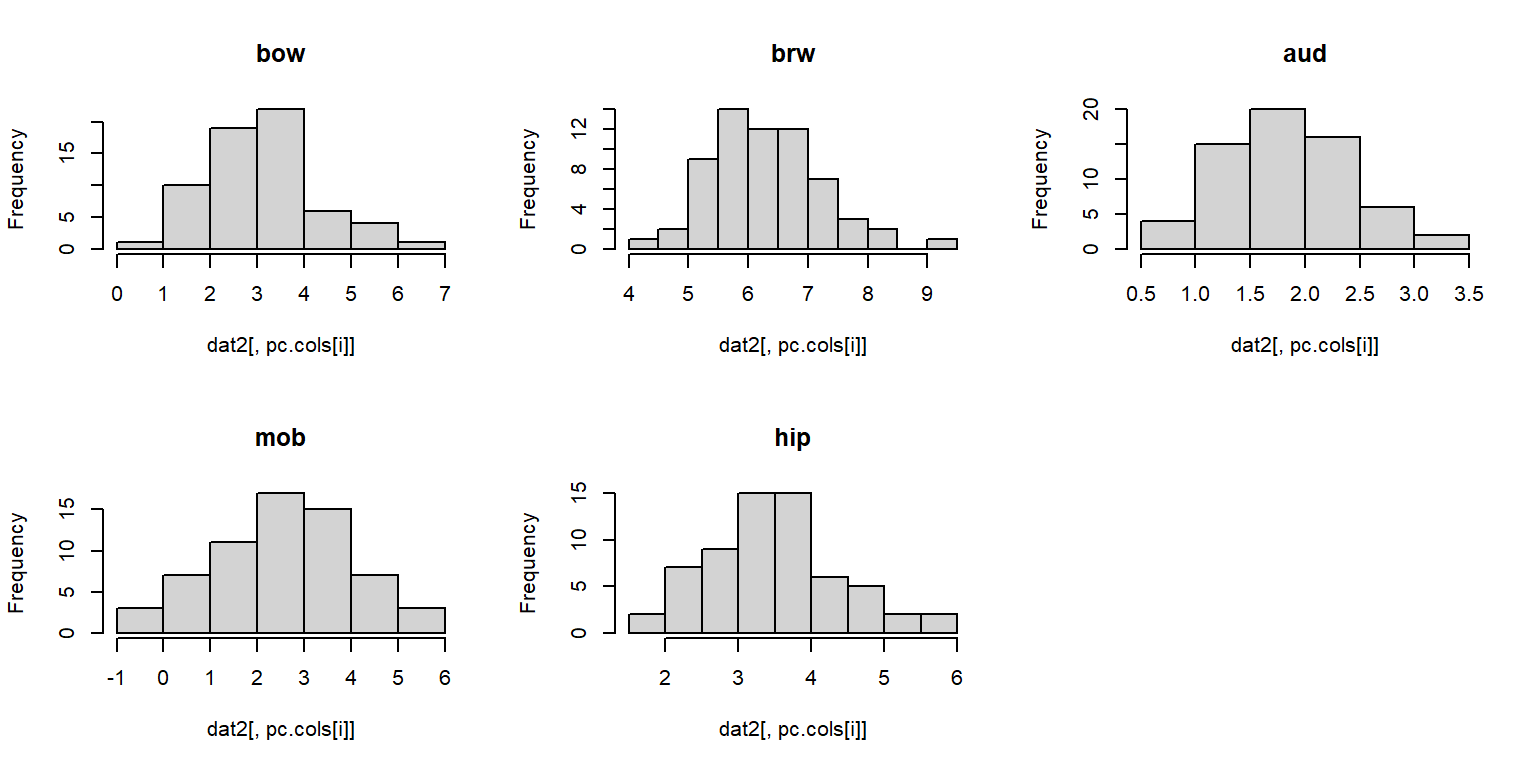 bow
Frequency
5
15
0
0 1 2 3 4 5 6 7
dat2[, pc.cols[i]]
brw
Frequency
0 4 8 12
4 5 6 7 8 9
dat2[, pc.cols[i]]
aud
Frequency
0 5 10 20
0.5 1.0 1.5 2.0 2.5 3.0 3.5
dat2[, pc.cols[i]]
mob
Frequency
0 5 10 15
-1 0 1 2 3 4 5 6
dat2[, pc.cols[i]]
hip
Frequency
0 5 10 15
2 3 4 5 6
dat2[, pc.cols[i]]